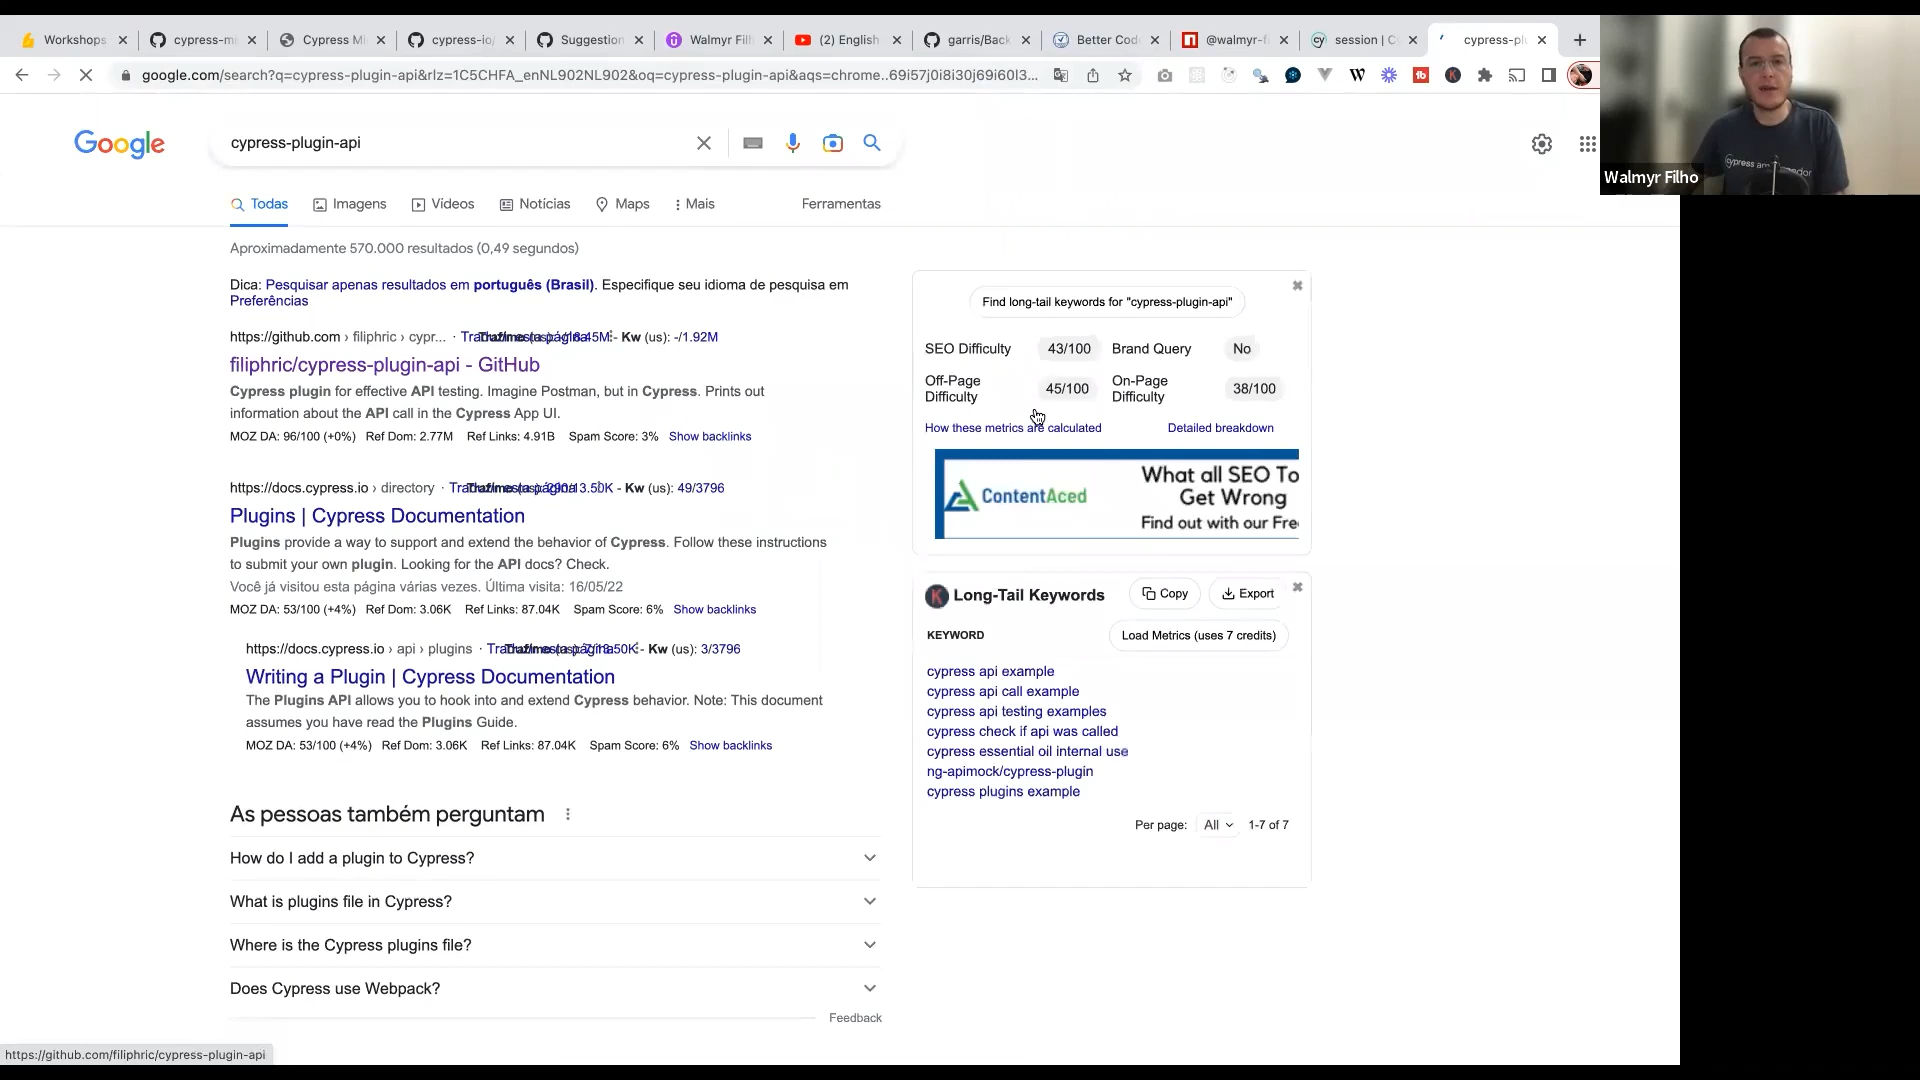 Workshops
cypress-mi
Cypress Mi
cypress-io/
Suggestion
Walmyr Filh
(2) English
garris/Back
Better Cod
@walmyr-fi
session | C
cypress-plu
google.com/search?q=cypress-plugin-api&rlz=1C5CHFA_enNL902NL902&oq=cypress-plugin-api&aqs=chrome..69i57j0i8i30j69i60l3...
Google
cypress-plugin-api
Todas
Imagens
Vídeos
Notícias
Maps
Mais
Ferramentas
Aproximadamente 570.000 resultados (0,49 segundos)
Dica: Pesquisar apenas resultados em português (Brasil). Especifique seu idioma de pesquisa em
Preferências
https://github.com › filiphric › cypr... · Kw (us): -/1.92M
filiphric/cypress-plugin-api - GitHub
Cypress plugin for effective API testing. Imagine Postman, but in Cypress. Prints out
information about the API call in the Cypress App UI.
MOZ DA: 96/100 (+0%) Ref Dom: 2.77M Ref Links: 4.91B Spam Score: 3% Show backlinks
https://docs.cypress.io › directory · - Kw (us): 49/3796
Plugins | Cypress Documentation
Plugins provide a way to support and extend the behavior of Cypress. Follow these instructions
to submit your own plugin. Looking for the API docs? Check.
Você já visitou esta página várias vezes. Última visita: 16/05/22
MOZ DA: 53/100 (+4%) Ref Dom: 3.06K Ref Links: 87.04K Spam Score: 6% Show backlinks
https://docs.cypress.io › api › plugins · - Kw (us): 3/3796
Writing a Plugin | Cypress Documentation
The Plugins API allows you to hook into and extend Cypress behavior. Note: This document
assumes you have read the Plugins Guide.
MOZ DA: 53/100 (+4%) Ref Dom: 3.06K Ref Links: 87.04K Spam Score: 6% Show backlinks
As pessoas também perguntam
How do I add a plugin to Cypress?
What is plugins file in Cypress?
Where is the Cypress plugins file?
Does Cypress use Webpack?
Feedback
https://github.com/filiphric/cypress-plugin-api
Find long-tail keywords for "cypress-plugin-api"
SEO Difficulty 43/100 Brand Query No
Off-Page Difficulty 45/100 On-Page Difficulty 38/100
How these metrics are calculated
Detailed breakdown
ContentAced
What all SEO To
Get Wrong
Find out with our Fre
Long-Tail Keywords
Copy
Export
KEYWORD
Load Metrics (uses 7 credits)
cypress api example
cypress api call example
cypress api testing examples
cypress check if api was called
cypress essential oil internal use
ng-apimock/cypress-plugin
cypress plugins example
Per page: All 1-7 of 7
Walmyr Filho